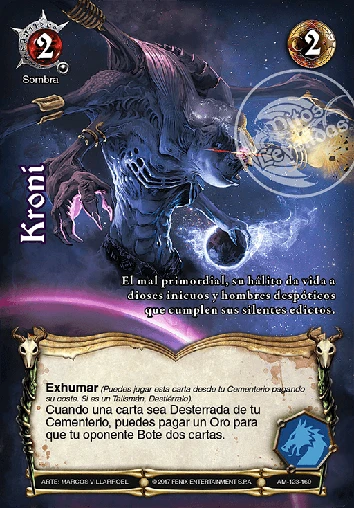 2
2
Sombra
Mitos
Kroni
El mal primordial, su hálito da vida a
dioses inicuos y hombres despóticos
que cumplen sus silentes edictos.
Exhumar (Puedes jugar esta carta desde tu Cementerio pagando
su coste. Si es un Talismán, Destiérralo).
Cuando una carta sea Desterrada de tu
Cementerio, puedes pagar un Oro para
que tu oponente Bote dos cartas.
ARTE: MARCOS VILLARROEL
© 2017 FENIX ENTERTAINMENT S.P.A.